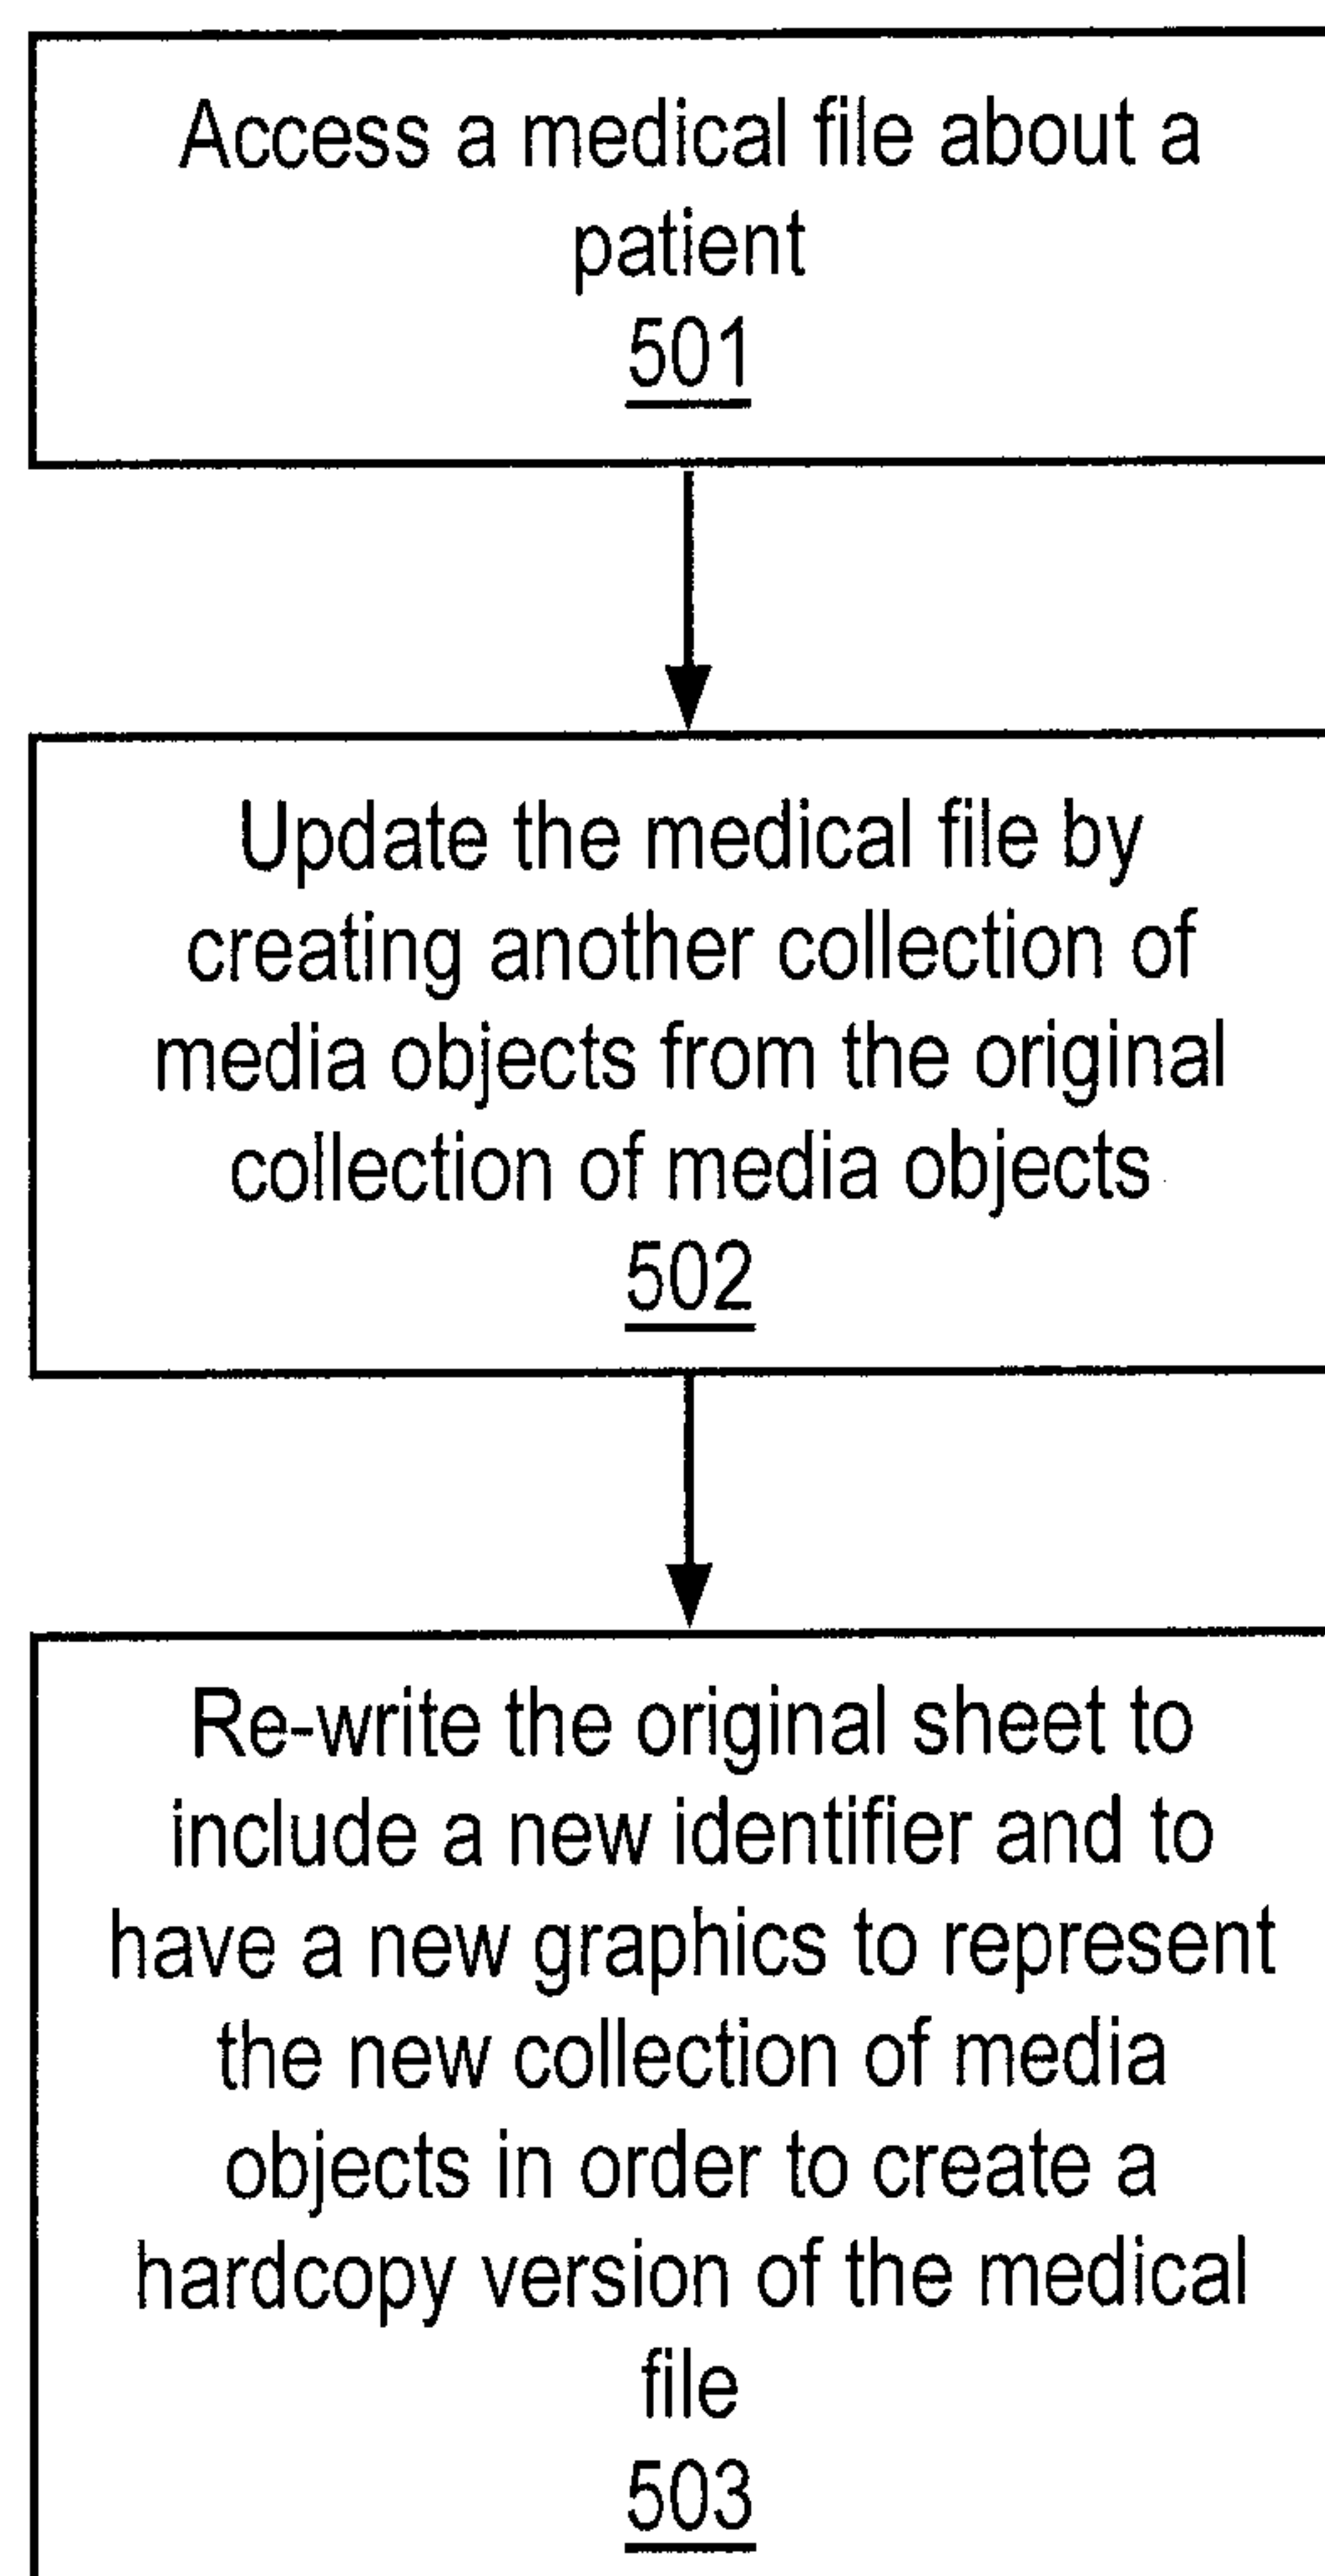 Access a medical file about a
patient
501
Update the medical file by
creating another collection of
media objects from the original
collection of media objects
502
Re-write the original sheet to
include a new identifier and to
have a new graphics to represent
the new collection of media
objects in order to create a
hardcopy version of the medical
file
503